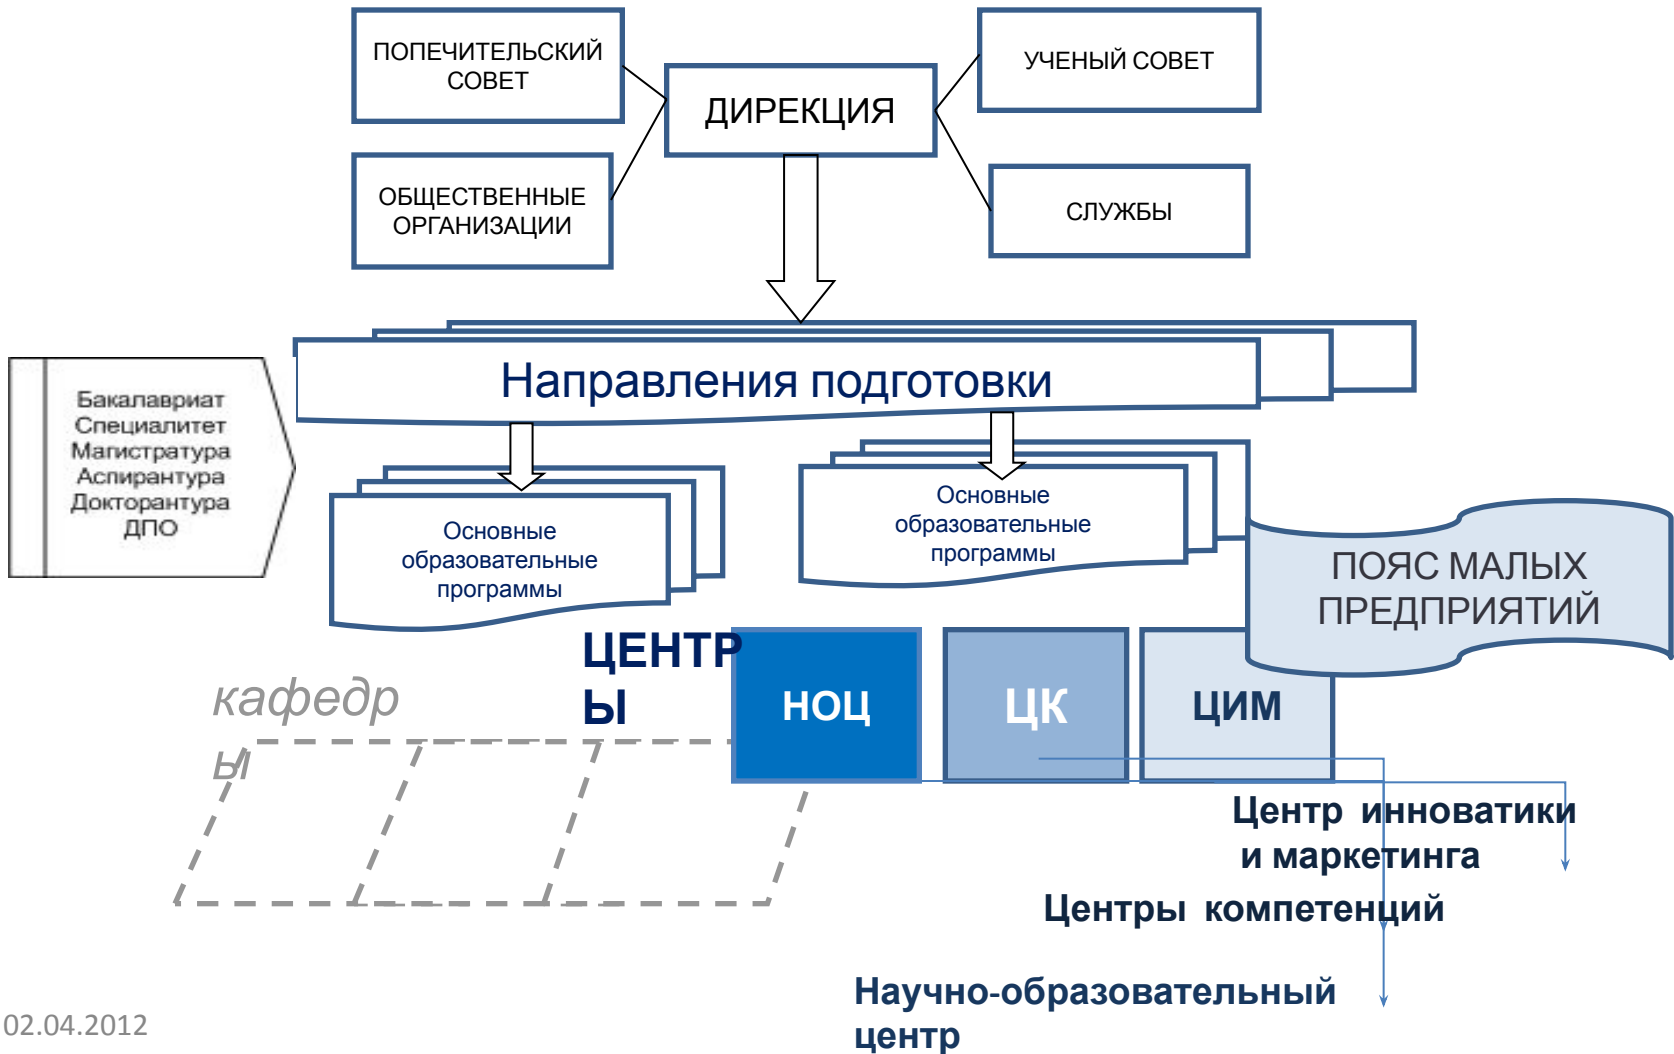 ПОПЕЧИТЕЛЬСКИЙ
СОВЕТ
ДИРЕКЦИЯ
УЧЕНЫЙ СОВЕТ
ОБЩЕСТВЕННЫЕ
ОРГАНИЗАЦИИ
СЛУЖБЫ
Направления подготовки
Бакалавриат
Специалитет
Магистратура
Аспирантура
Докторантура
ДПО
Основные
образовательные
программы
Основные
образовательные
программы
ПОЯС МАЛЫХ
ПРЕДПРИЯТИЙ
кафедр
ы
ЦЕНТР
Ы
НОЦ
ЦК
ЦИМ
Центр инноватики
и маркетинга
Центры компетенций
Научно-образовательный
центр
02.04.2012